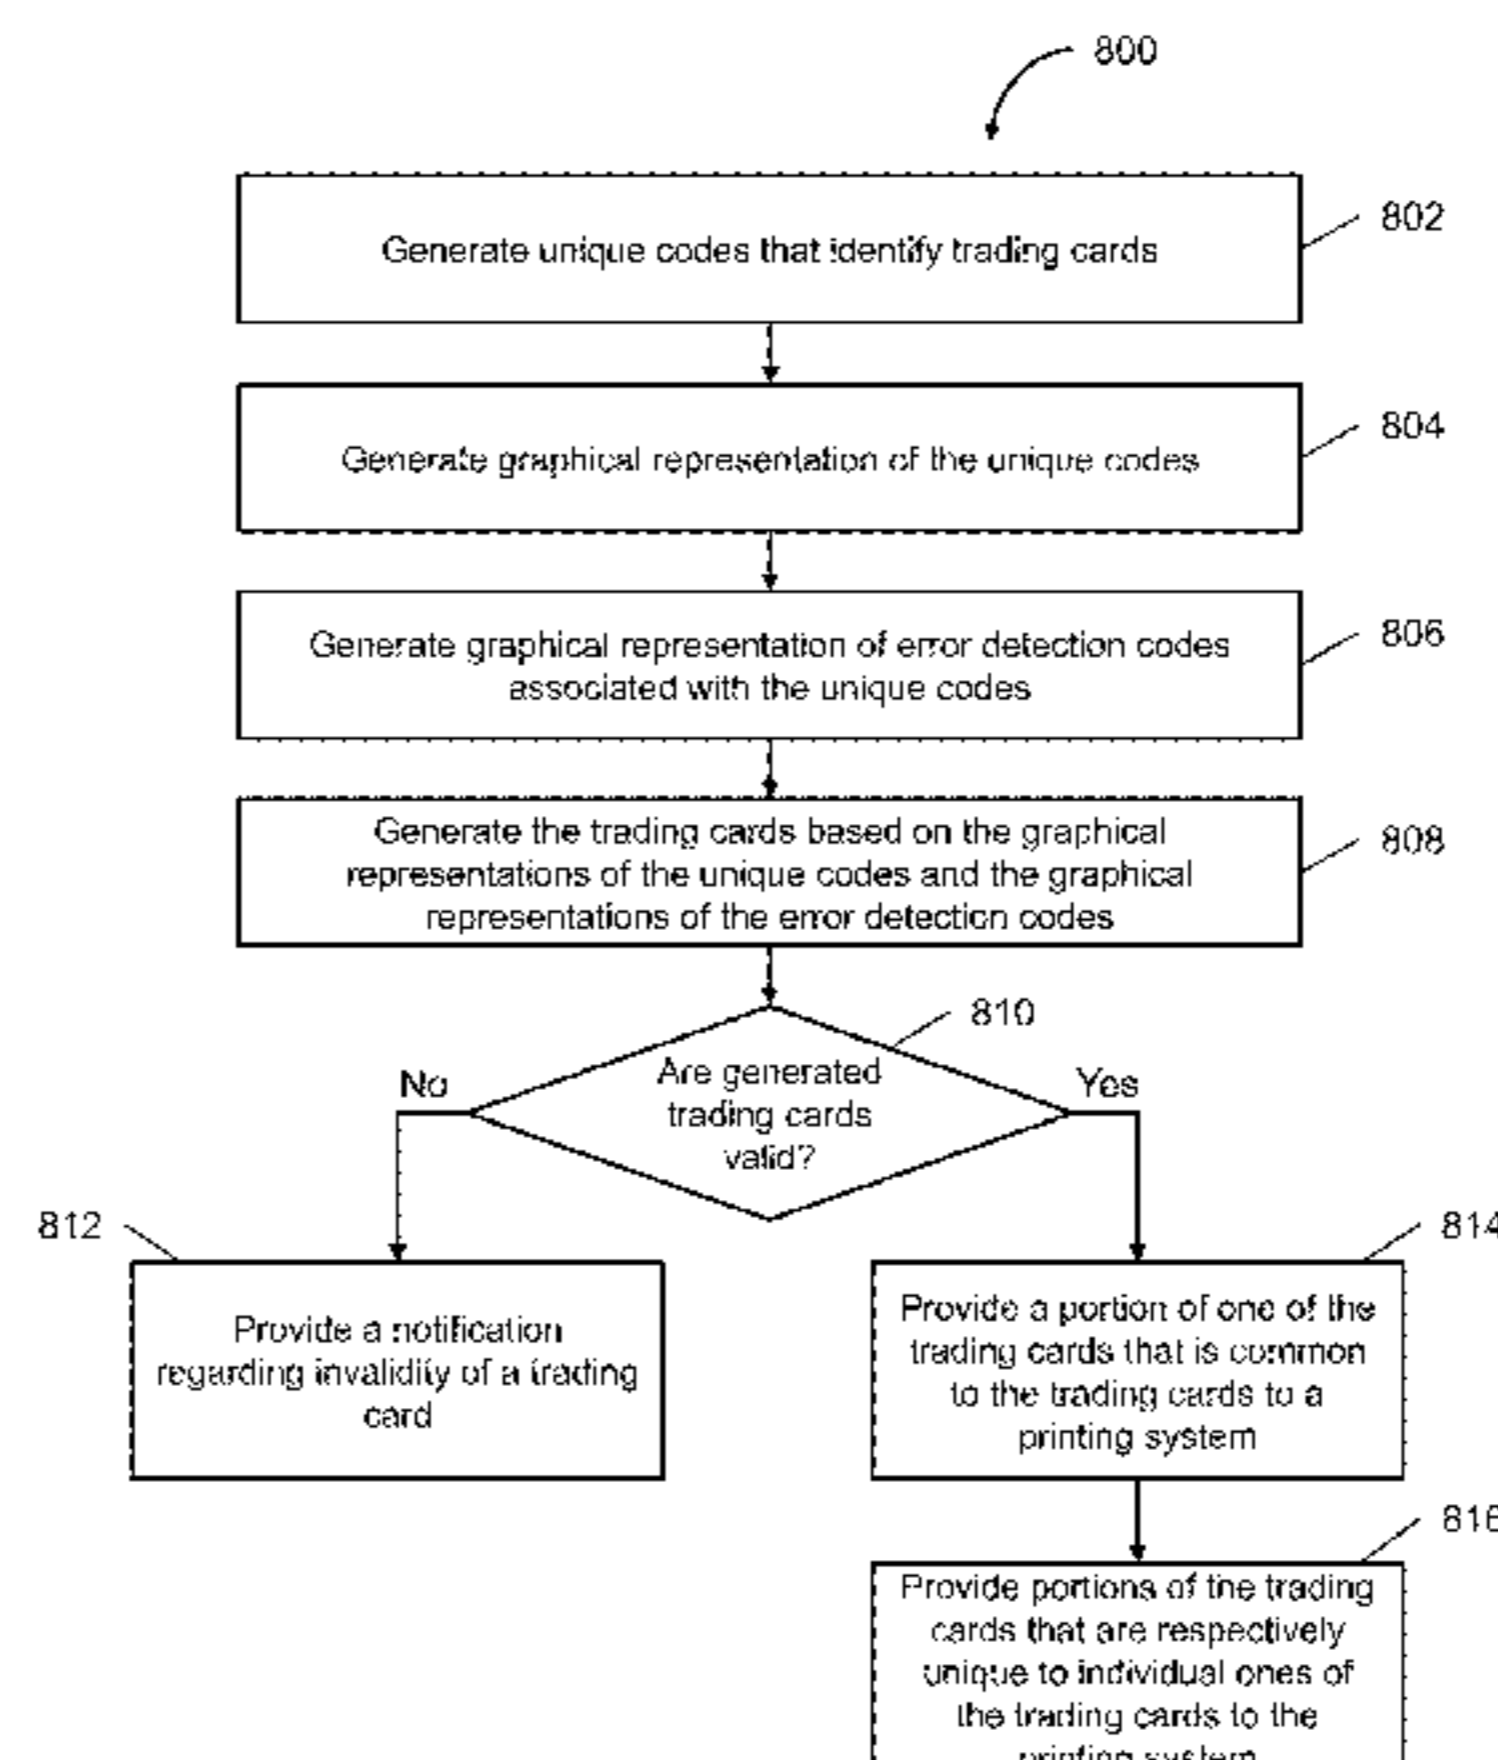 800
Generate unique codes that identify trading cards
802
Generate graphical representation of the unique codes
804
Generate graphical representation of error detection codes
associated with the unique codes
806
Generate the trading cards based on the graphical
representations of the unique codes and the graphical
representations of the error detection codes
808
810
Are generated
trading cards
valid?
No
Yes
812
Provide a notification
regarding invalidity of a trading
card
814
Provide a portion of one of the
trading cards that is common
to the trading cards to a
printing system
816
Provide portions of the trading
cards that are respectively
unique to individual ones of
the trading cards to the
printing system